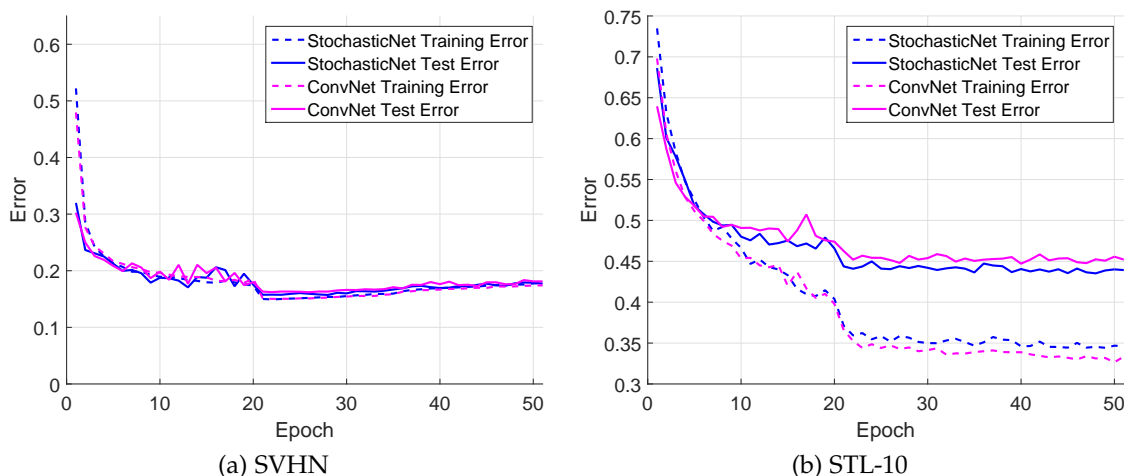 0.6
0.5
0.4
0.3
0.2
0.1
0
Error
StochasticNet Training Error
StochasticNet Test Error
ConvNet Training Error
ConvNet Test Error
0 10 20 30 40 50
Epoch
(a) SVHN
0.75
0.7
0.65
0.6
0.55
0.5
0.45
0.4
0.35
0.3
Error
StochasticNet Training Error
StochasticNet Test Error
ConvNet Training Error
ConvNet Test Error
0 10 20 30 40 50
Epoch
(b) STL-10